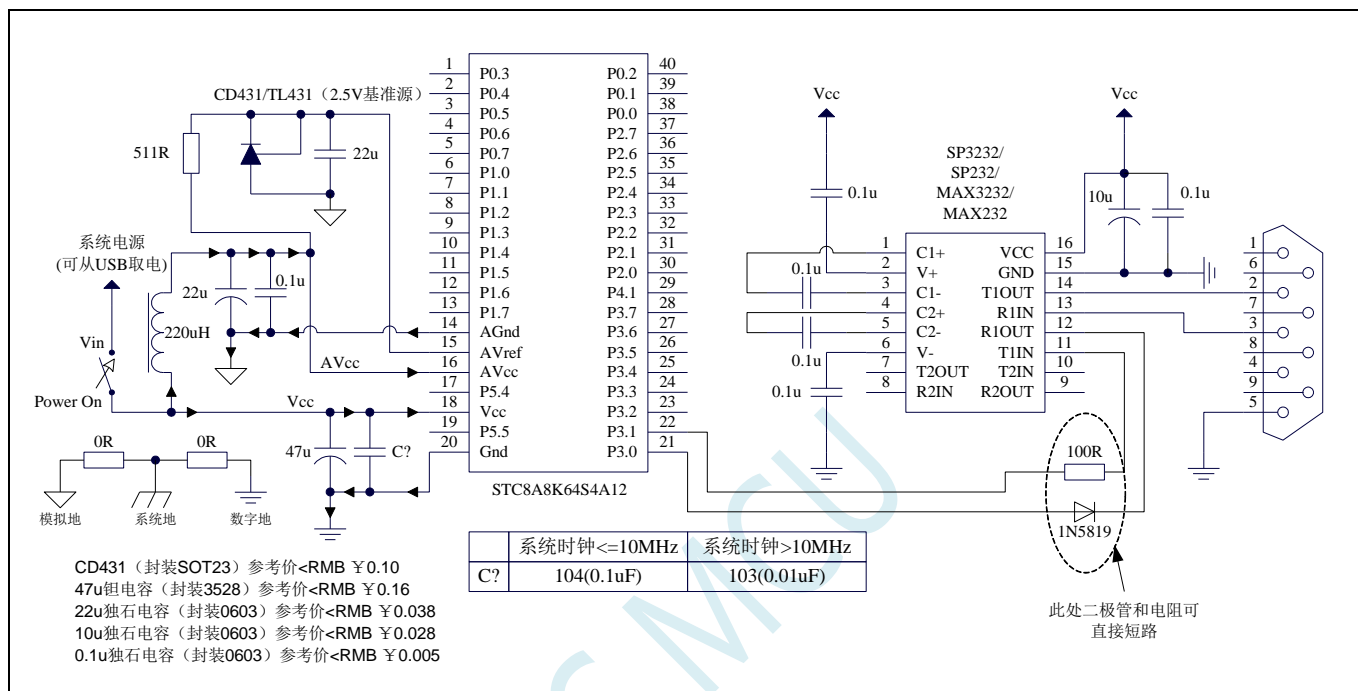 CD431/TL431（2.5V基准源）
511R
22u
系统电源
(可从USB取电)
22u
0.1u
220uH
Vin
Power On
AVcc
Vcc
47u
C?
0R
0R
模拟地
系统地
数字地
1 P0.3 P0.2 40
2 P0.4 P0.1 39
3 P0.5 P0.0 38
4 P0.6 P2.7 37
5 P0.7 P2.6 36
6 P1.0 P2.5 35
7 P1.1 P2.4 34
8 P1.2 P2.3 33
9 P1.3 P2.2 32
10 P1.4 P2.1 31
11 P1.5 P2.0 30
12 P1.6 P4.1 29
13 P1.7 P3.7 28
14 AGnd P3.6 27
15 AVref P3.5 26
16 AVcc P3.4 25
17 P5.4 P3.3 24
18 Vcc P3.2 23
19 P5.5 P3.1 22
20 Gnd P3.0 21
STC8A8K64S4A12
Vcc
0.1u
SP3232/
SP232/
MAX3232/
MAX232
Vcc
10u
0.1u
1 C1+ VCC 16
2 V+ GND 15
3 C1- T1OUT 14
4 C2+ R1IN 13
5 C2- R1OUT 12
6 V- T1IN 11
7 T2OUT T2IN 10
8 R2IN R2OUT 9
0.1u
0.1u
0.1u
1
6
2
7
3
8
4
9
5
100R
1N5819
此处二极管和电阻可
直接短路
系统时钟<=10MHz 系统时钟>10MHz
C? 104(0.1uF) 103(0.01uF)
CD431（封装SOT23）参考价<RMB ￥0.10
47u钽电容（封装3528）参考价<RMB ￥0.16
22u独石电容（封装0603）参考价<RMB ￥0.038
10u独石电容（封装0603）参考价<RMB ￥0.028
0.1u独石电容（封装0603）参考价<RMB ￥0.005
MCU